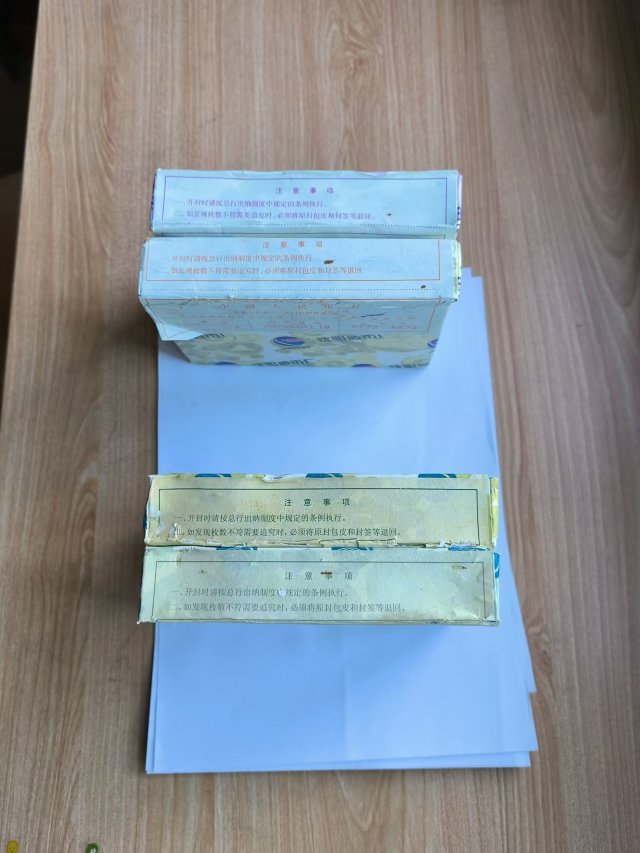 注意事项
一、开封时请按总行出纳制度中规定的条例执行。
二、如发现枚数不符需要追究时，必须将原封包皮和封签等退回。
注意事项
一、开封时请按总行出纳制度中规定的条例执行。
二、如发现枚数不符需要追究时，必须将原封包皮和封签等退回
注意事项
一、开封时请按总行出纳制度中规定的条例执行。
二、如发现枚数不符需要追究时，必须将原封包皮和封签等退回。
注意事项
一、开封时请按总行出纳制度中规定的条例执行。
二、如发现枚数不符需要追究时，必须将原封包皮和封签等退回。